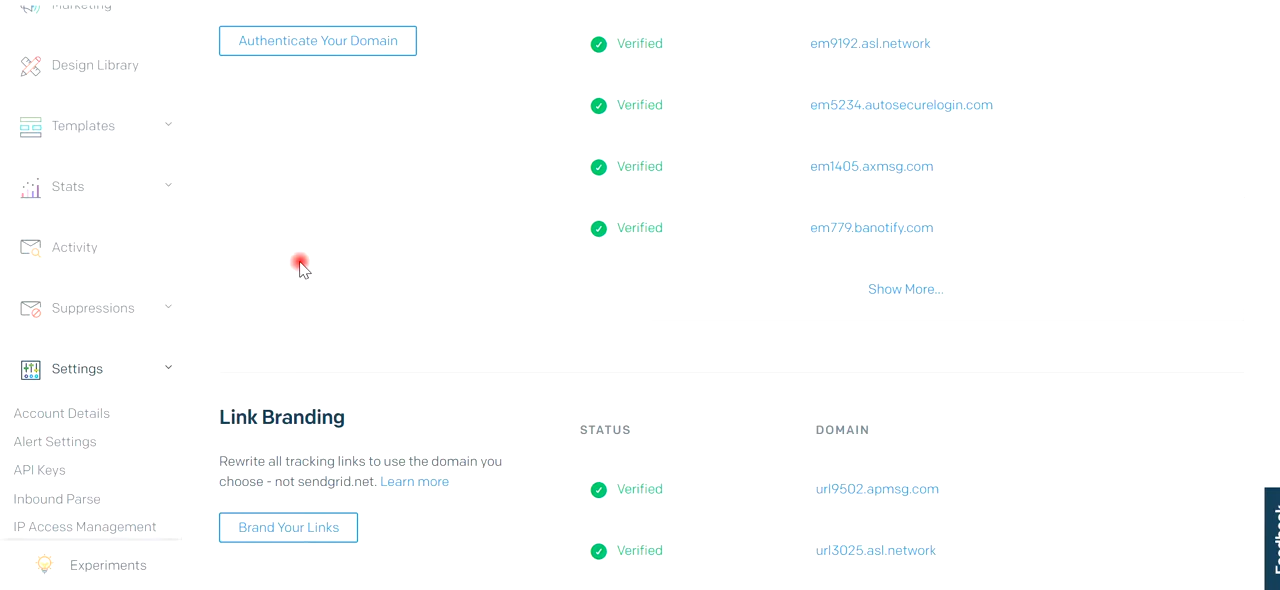 Marketing
Design Library
Templates
Stats
Activity
Suppressions
Settings
Account Details
Alert Settings
API Keys
Inbound Parse
IP Access Management
Experiments
Authenticate Your Domain
Verified em9192.asl.network
Verified em5234.autosecurelogin.com
Verified em1405.axmsg.com
Verified em779.banotify.com
Show More...
Link Branding
Rewrite all tracking links to use the domain you
choose - not sendgrid.net. Learn more
Brand Your Links
STATUS DOMAIN
Verified url9502.apmsg.com
Verified url3025.asl.network
Feedback